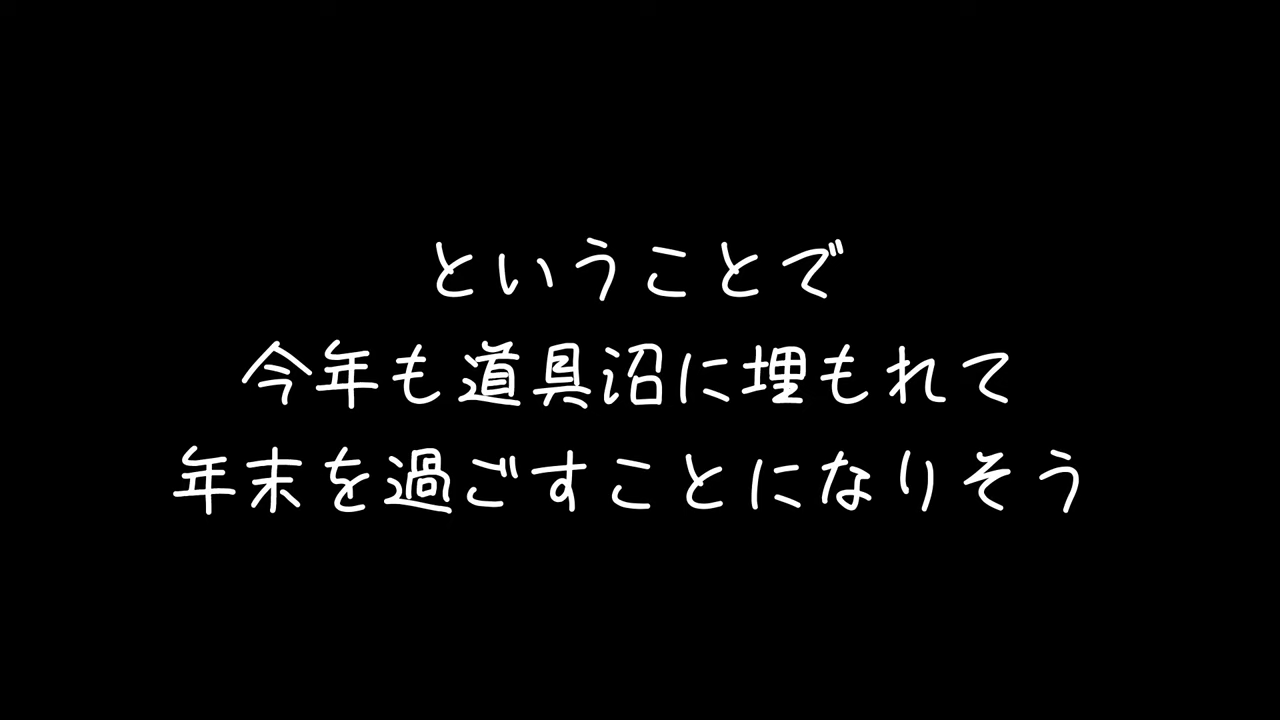 ということで
今年も道具沼に埋もれて
年末を過ごすことになりそう